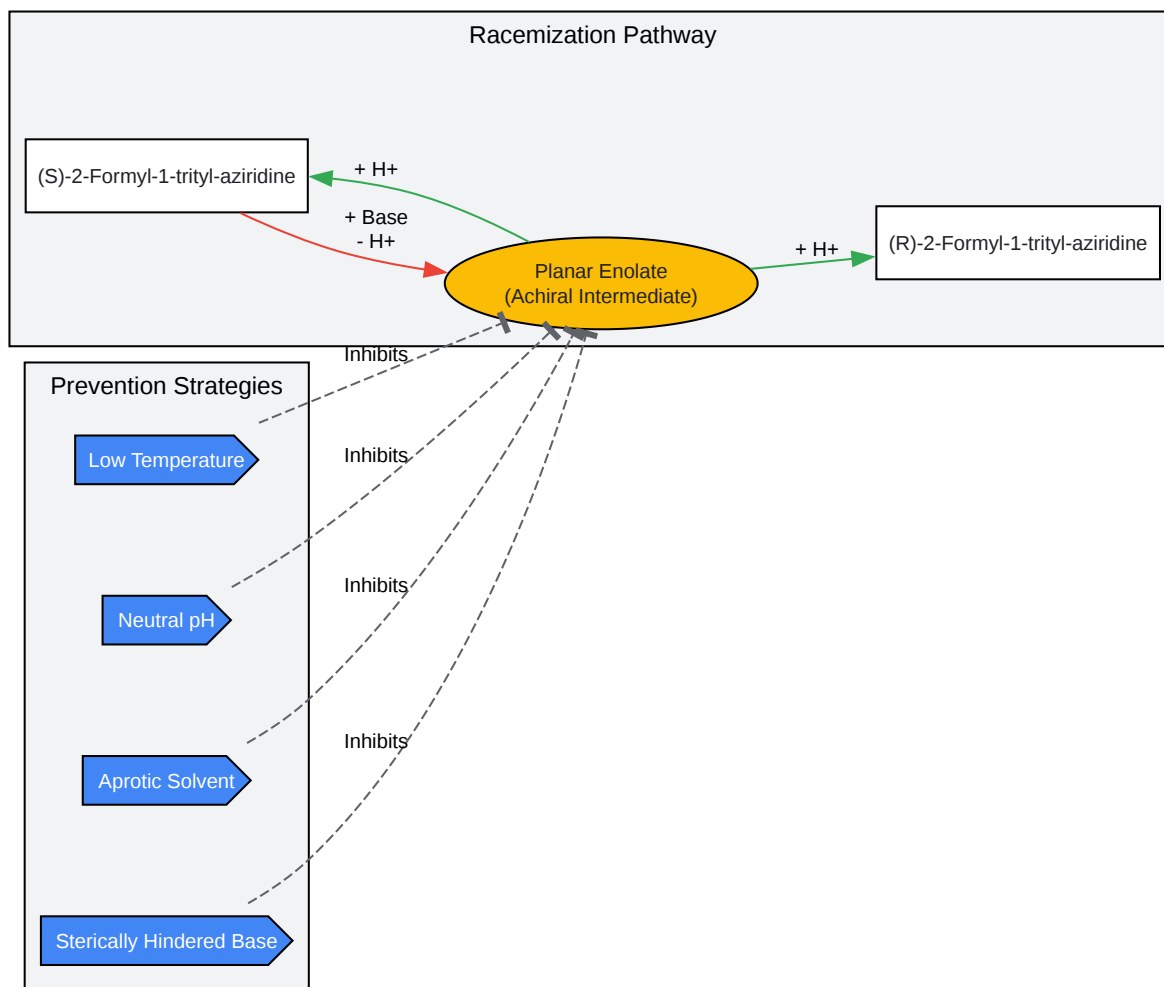 Racemization Pathway
(S)-2-Formyl-1-trityl-aziridine
+ H+
+ Base
- H+
Planar Enolate
(Achiral Intermediate)
+ H+
(R)-2-Formyl-1-trityl-aziridine
Prevention Strategies
Inhibits
Low Temperature
Inhibits
Neutral pH
Inhibits
Aprotic Solvent
Inhibits
Sterically Hindered Base